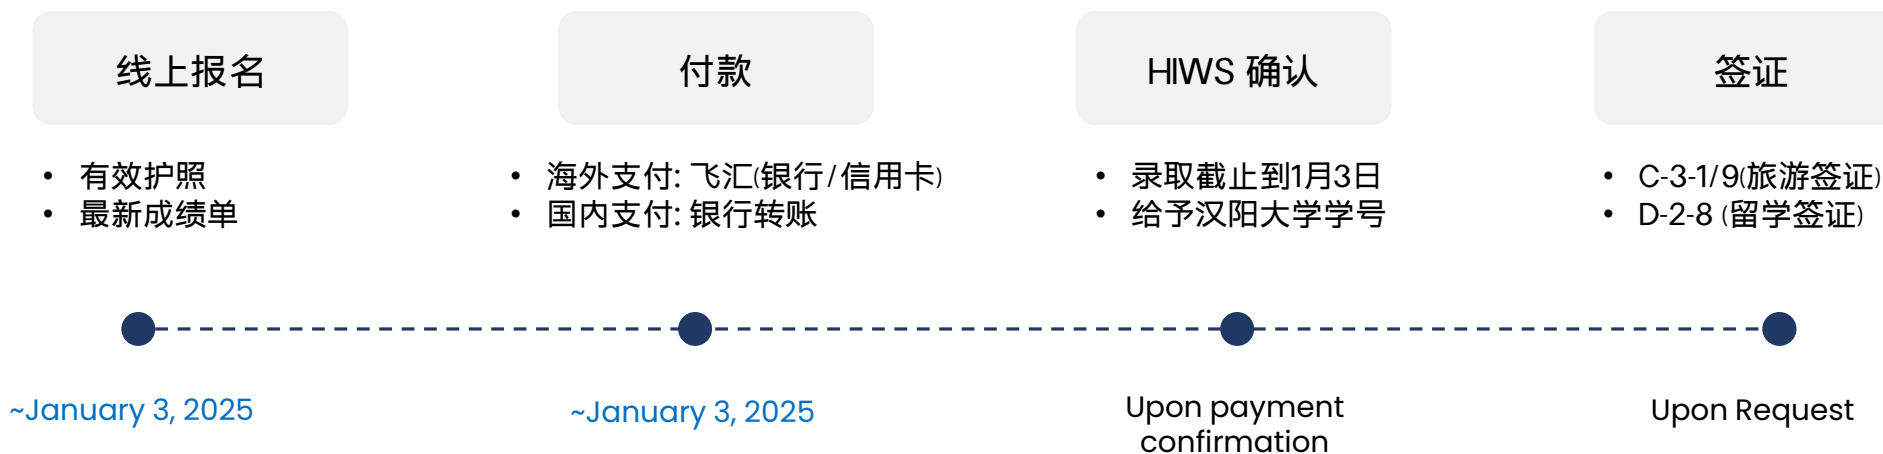 线上报名
付款
HIWS 确认
签证
• 有效护照
• 最新成绩单
• 海外支付: 飞汇(银行/信用卡)
• 国内支付: 银行转账
• 录取截止到1月3日
• 给予汉阳大学学号
• C-3-1/9(旅游签证)
• D-2-8 (留学签证)
~January 3, 2025
~January 3, 2025
Upon payment
confirmation
Upon Request